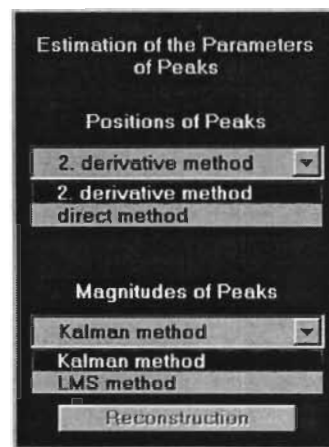 Estimation of the Parameters
of Peaks
Positions of Peaks
2. derivative method
2. derivative method
direct method
Magnitudes of Peaks
Kalman method
Kalman method
LMS method
Reconstruction